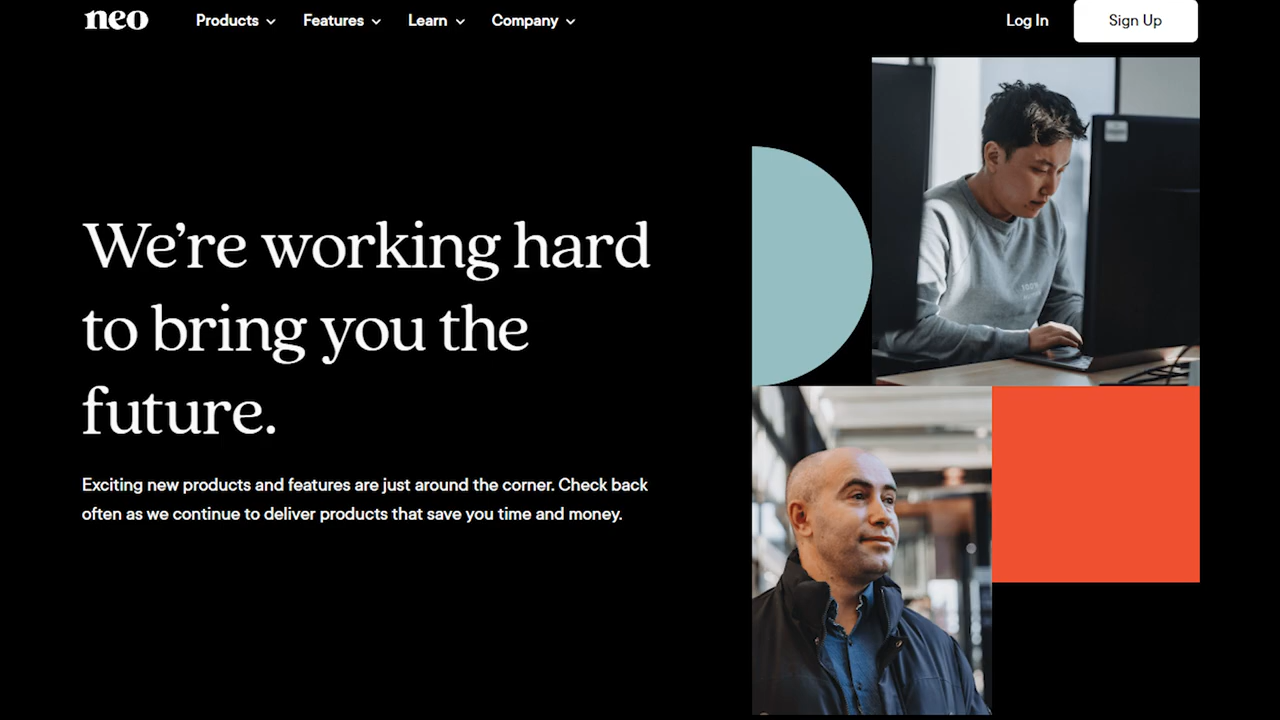 neo
Products
Features
Learn
Company
Log In
Sign Up
We're working hard
to bring you the
future.
Exciting new products and features are just around the corner. Check back
often as we continue to deliver products that save you time and money.